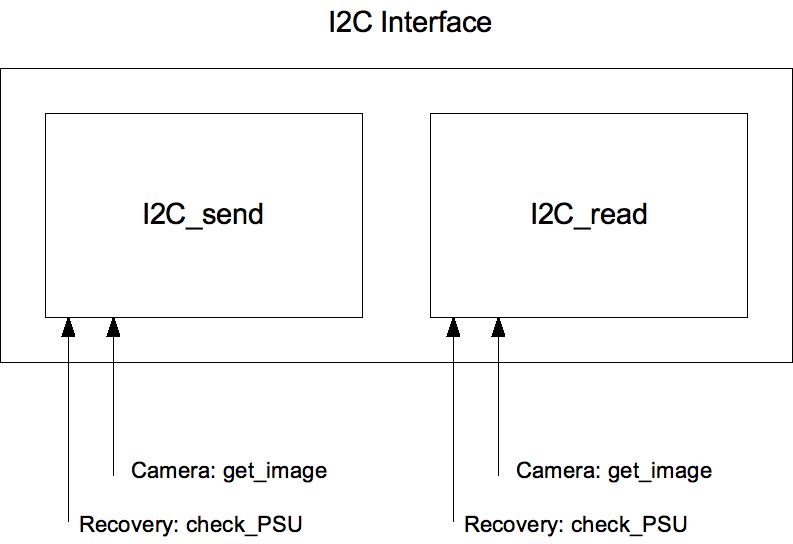 I2C Interface
I2C_send
I2C_read
Camera: get_image
Camera: get_image
Recovery: check_PSU
Recovery: check_PSU